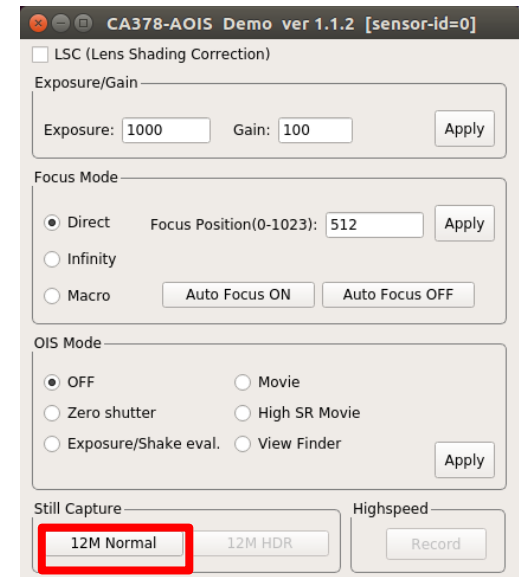 CA378-AOIS Demo ver 1.1.2 [sensor-id=0]
LSC (Lens Shading Correction)
Exposure/Gain
Exposure: 1000 Gain: 100 Apply
Focus Mode
Direct Focus Position(0-1023): 512 Apply
Infinity
Macro Auto Focus ON Auto Focus OFF
OIS Mode
OFF Movie
Zero shutter High SR Movie
Exposure/Shake eval. View Finder
Apply
Still Capture Highspeed
12M Normal 12M HDR Record